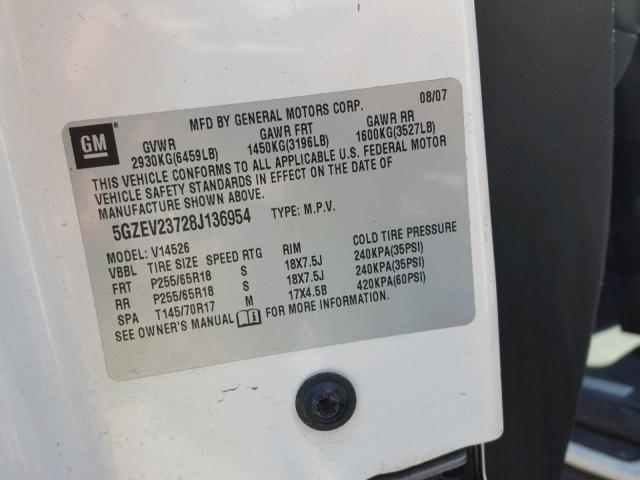 MFD BY GENERAL MOTORS CORP. 08/07
GM
GVWR GAWR FRT GAWR RR
2930KG(6459LB) 1450KG(3196LB) 1600KG(3527LB)
THIS VEHICLE CONFORMS TO ALL APPLICABLE U.S. FEDERAL MOTOR
VEHICLE SAFETY STANDARDS IN EFFECT ON THE DATE OF
MANUFACTURE SHOWN ABOVE.
5GZEV23728J136954 TYPE: M.P.V.
MODEL: V14526
VBBL TIRE SIZE SPEED RTG RIM COLD TIRE PRESSURE
FRT P255/65R18 S 18X7.5J 240KPA(35PSI)
RR P255/65R18 S 18X7.5J 240KPA(35PSI)
SPA T145/70R17 M 17X4.5B 420KPA(60PSI)
SEE OWNER'S MANUAL FOR MORE INFORMATION.